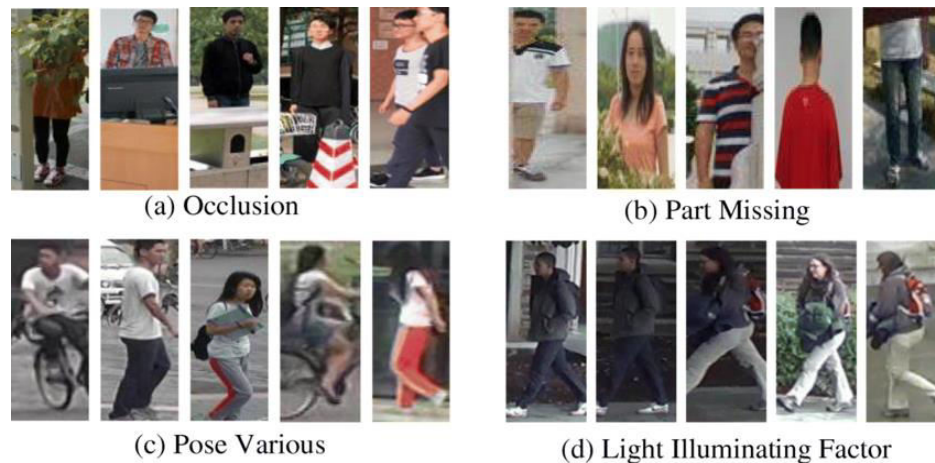 (a) Occlusion
(b) Part Missing
(c) Pose Various
(d) Light Illuminating Factor